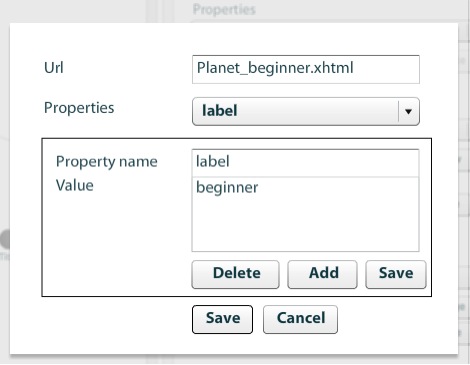 Properties
Url Planet_beginner.xhtml
Properties label
Property name label
Value beginner
Delete Add Save
Save Cancel